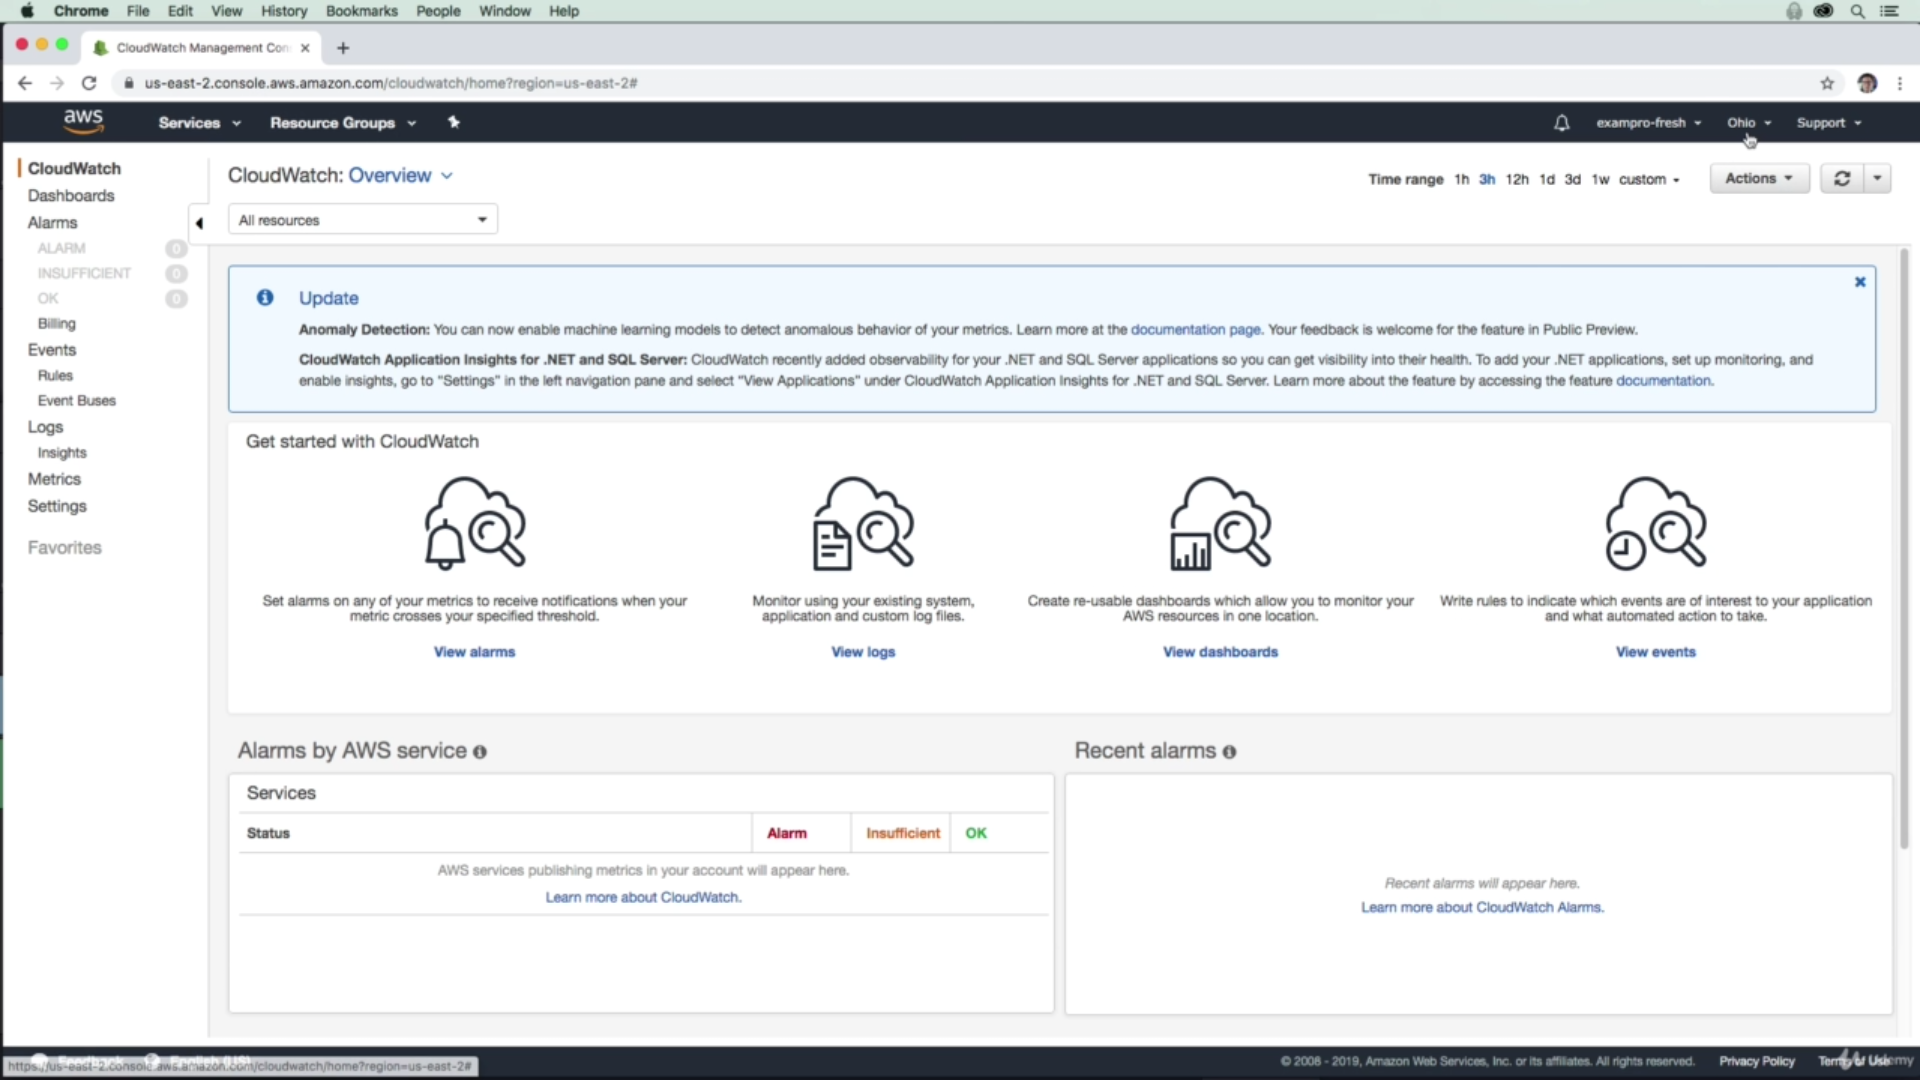 Chrome File Edit View History Bookmarks People Window Help
CloudWatch Management Con
us-east-2.console.aws.amazon.com/cloudwatch/home?region=us-east-2#
aws Services Resource Groups exampro-fresh Ohio Support
CloudWatch
Dashboards
Alarms
ALARM 0
INSUFFICIENT 0
OK 0
Billing
Events
Rules
Event Buses
Logs
Insights
Metrics
Settings
Favorites
CloudWatch: Overview
Time range 1h 3h 12h 1d 3d 1w custom Actions
All resources
Update
Anomaly Detection: You can now enable machine learning models to detect anomalous behavior of your metrics. Learn more at the documentation page. Your feedback is welcome for the feature in Public Preview.
CloudWatch Application Insights for .NET and SQL Server: CloudWatch recently added observability for your .NET and SQL Server applications so you can get visibility into their health. To add your .NET applications, set up monitoring, and
enable insights, go to "Settings" in the left navigation pane and select "View Applications" under CloudWatch Application Insights for .NET and SQL Server. Learn more about the feature by accessing the feature documentation.
Get started with CloudWatch
Set alarms on any of your metrics to receive notifications when your
metric crosses your specified threshold.
View alarms
Monitor using your existing system,
application and custom log files.
View logs
Create re-usable dashboards which allow you to monitor your
AWS resources in one location.
View dashboards
Write rules to indicate which events are of interest to your application
and what automated action to take.
View events
Alarms by AWS service
Services
Status Alarm Insufficient OK
AWS services publishing metrics in your account will appear here.
Learn more about CloudWatch.
Recent alarms
Recent alarms will appear here.
Learn more about CloudWatch Alarms.
Feedback English (US)
https://us-east-2.console.aws.amazon.com/cloudwatch/home?region=us-east-2#
© 2008 - 2019, Amazon Web Services, Inc. or its affiliates. All rights reserved. Privacy Policy Terms of Use